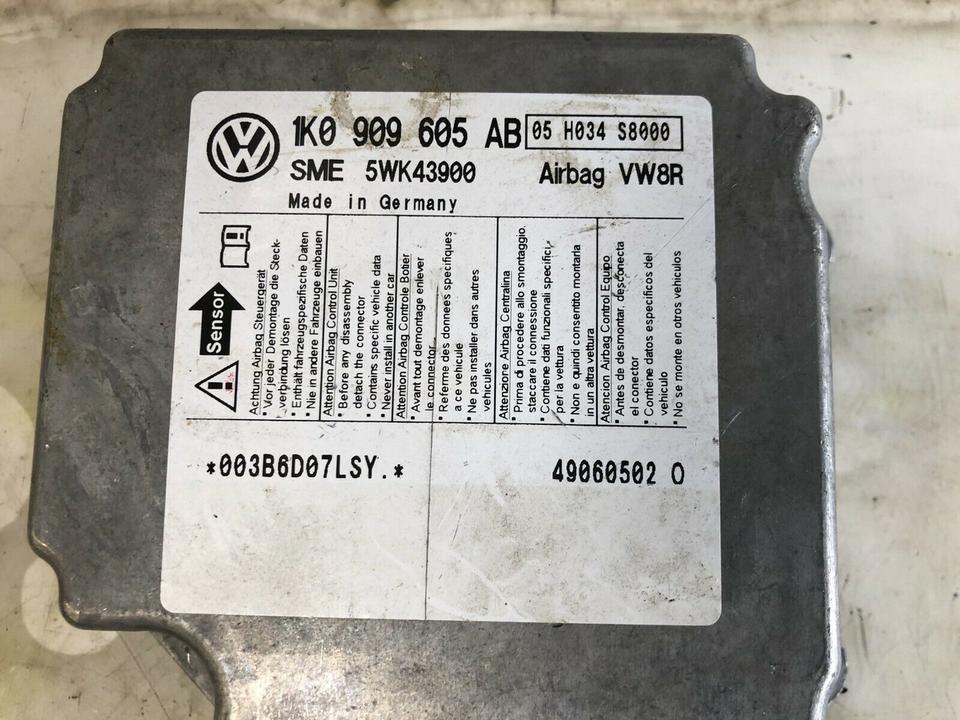 1K0 909 605 AB
05 H034 S8000
SME 5WK43900
Airbag VW8R
Made in Germany
Sensor
Achtung Airbag Steuergerät
• Vor jeder Demontage die Steck-
verbindung lösen
• Enthält fahrzeugspezifische Daten
• Nie in andere Fahrzeuge einbauen
Attention Airbag Control Unit
• Before any disassembly
detach the connector
• Contains specific vehicle data
• Never install in another car
Attention Airbag Controle Bober
• Avant tout demontage enlever
le connector
• Referme des donnees specifiques
a ce vehicule
• Ne pas installer dans autres
vehicules
Attenzione Airbag Centralina
• Prima di procedere allo smontaggio.
staccare il connessione
• Contiene dati funzionali specifici,
per la vettura
• Non e quindi consentito montarla
in un altra vettura
Atencion Airbag Control Equipo
• Antes de desmontar, desconecta
el conector
• Contiene datos especificos del
vehiculo
• No se monte en otros vehiculos
*003B6D07LSY.*
49060502 O